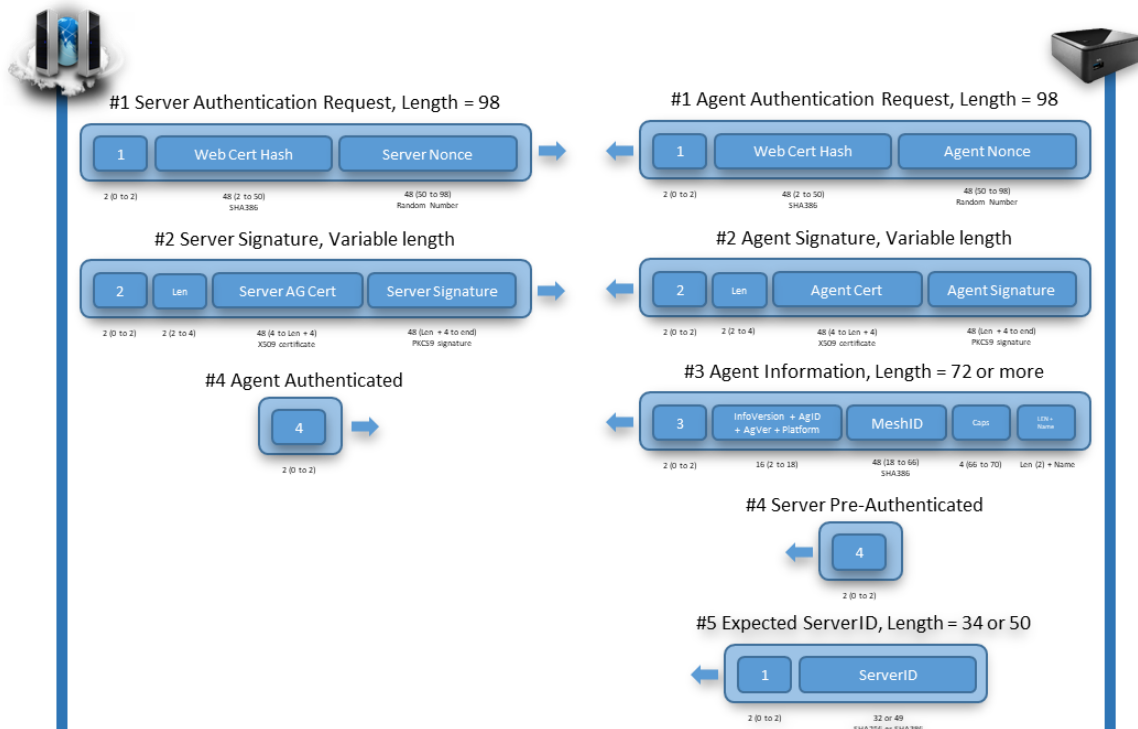 #1 Server Authentication Request, Length = 98
1
Web Cert Hash
Server Nonce
2 (0 to 2)
48 (2 to 50)
SHA386
48 (50 to 98)
Random Number
#2 Server Signature, Variable length
2
Len
Server AG Cert
Server Signature
2 (0 to 2)
2 (2 to 4)
48 (4 to Len + 4)
X509 certificate
48 (Len + 4 to end)
PKCS9 signature
#4 Agent Authenticated
4
2 (0 to 2)
#1 Agent Authentication Request, Length = 98
1
Web Cert Hash
Agent Nonce
2 (0 to 2)
48 (2 to 50)
SHA386
48 (50 to 98)
Random Number
#2 Agent Signature, Variable length
2
Len
Agent Cert
Agent Signature
2 (0 to 2)
2 (2 to 4)
48 (4 to Len + 4)
X509 certificate
48 (Len + 4 to end)
PKCS9 signature
#3 Agent Information, Length = 72 or more
3
InfoVersion + AgID
+ AgVer + Platform
MeshID
Caps
LEN +
Name
2 (0 to 2)
16 (2 to 18)
48 (18 to 66)
SHA386
4 (66 to 70)
Len (2) + Name
#4 Server Pre-Authenticated
4
2 (0 to 2)
#5 Expected ServerID, Length = 34 or 50
1
ServerID
2 (0 to 2)
32 or 49